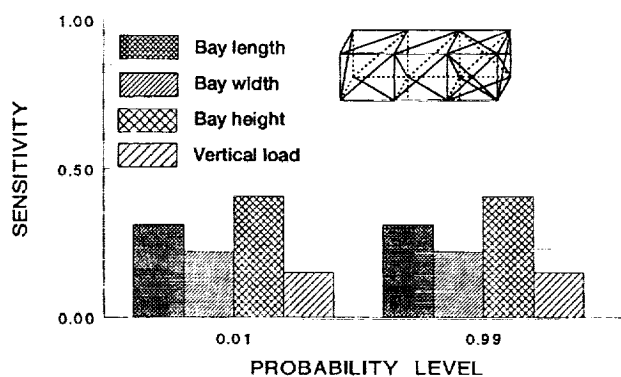 1.00
Bay length
Bay width
Bay height
Vertical load
SENSITIVITY
0.50
0.00
0.01
0.99
PROBABILITY LEVEL